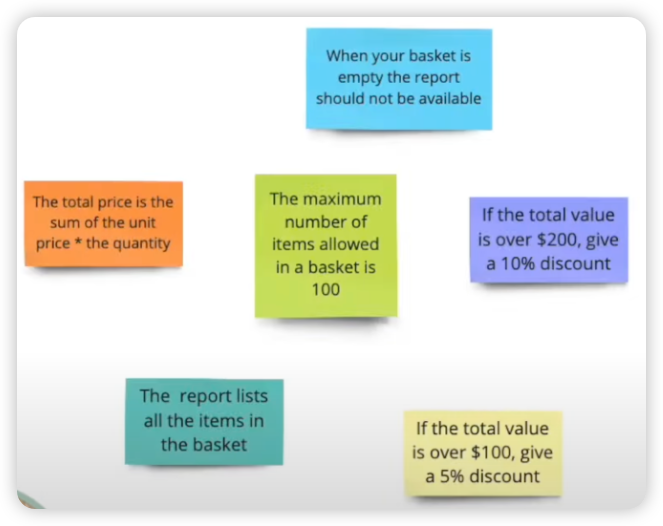 When your basket is
empty the report
should not be available
The total price is the
sum of the unit
price * the quantity
The maximum
number of
items allowed
in a basket is
100
If the total value
is over $200, give
a 10% discount
The report lists
all the items in
the basket
If the total value
is over $100, give
a 5% discount